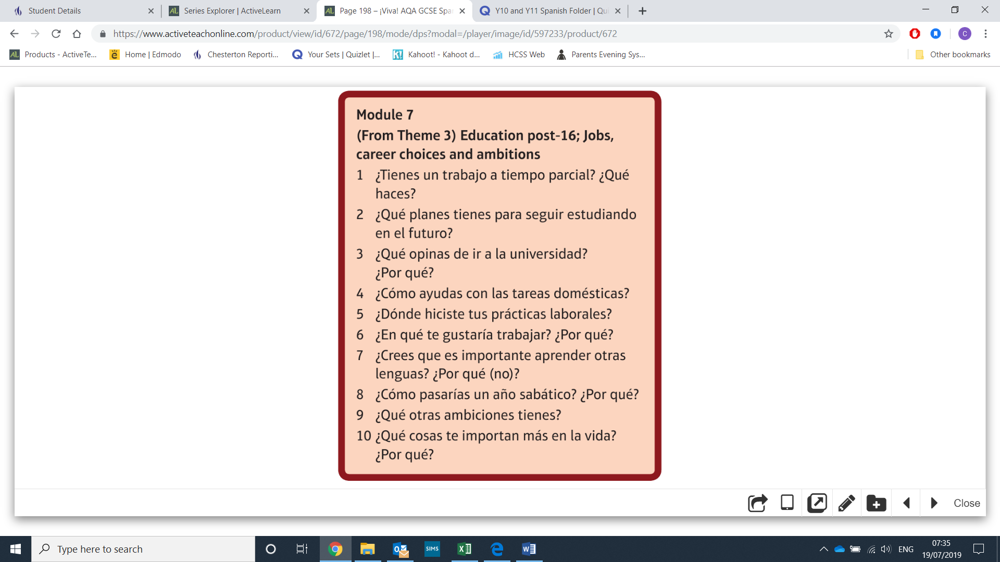 Student Details
Series Explorer | ActiveLearn
Page 198 – ¡Viva! AQA GCSE Spa
Y10 and Y11 Spanish Folder | Qui
https://www.activeteachonline.com/product/view/id/672/page/198/mode/dps?modal=/player/image/id/597233/product/672
C
Products - ActiveTe...
Home | Edmodo
Chesterton Reporti...
Your Sets | Quizlet |...
Kahoot! - Kahoot d...
HCSS Web
Parents Evening Sys...
Other bookmarks
Module 7
(From Theme 3) Education post-16; Jobs,
career choices and ambitions
1 ¿Tienes un trabajo a tiempo parcial? ¿Qué
haces?
2 ¿Qué planes tienes para seguir estudiando
en el futuro?
3 ¿Qué opinas de ir a la universidad?
¿Por qué?
4 ¿Cómo ayudas con las tareas domésticas?
5 ¿Dónde hiciste tus prácticas laborales?
6 ¿En qué te gustaría trabajar? ¿Por qué?
7 ¿Crees que es importante aprender otras
lenguas? ¿Por qué (no)?
8 ¿Cómo pasarías un año sabático? ¿Por qué?
9 ¿Qué otras ambiciones tienes?
10 ¿Qué cosas te importan más en la vida?
¿Por qué?
Close
Type here to search
SIMS
ENG
07:35
19/07/2019